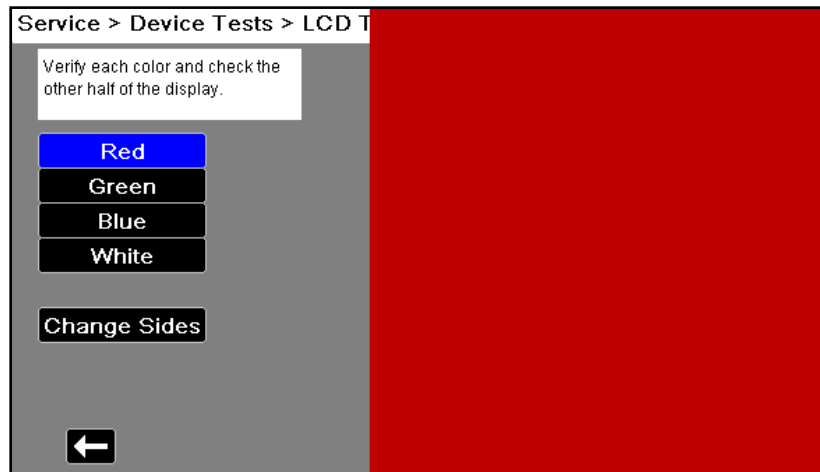 Service > Device Tests > LCD T
Verify each color and check the
other half of the display.
Red
Green
Blue
White
Change Sides